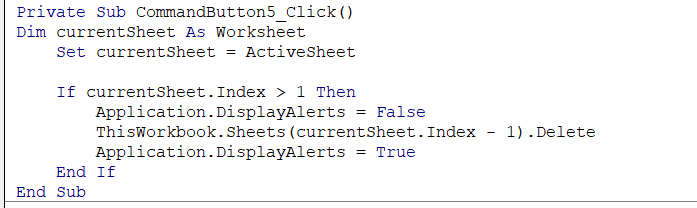 Private Sub CommandButton5_Click()
Dim currentSheet As Worksheet
    Set currentSheet = ActiveSheet

    If currentSheet.Index > 1 Then
        Application.DisplayAlerts = False
        ThisWorkbook.Sheets(currentSheet.Index - 1).Delete
        Application.DisplayAlerts = True
    End If
End Sub